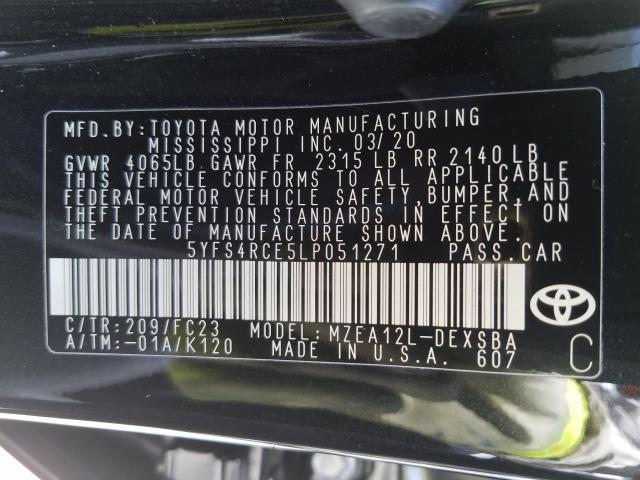 MFD.BY:TOYOTA MOTOR MANUFACTURING
MISSISSIPPI INC. 03/20
GVWR 4065LB GAWR FR 2315 LB RR 2140 LB
THIS VEHICLE CONFORMS TO ALL APPLICABLE
FEDERAL MOTOR VEHICLE SAFETY,BUMPER,AND
THEFT PREVENTION STANDARDS IN EFFECT ON
THE DATE OF MANUFACTURE SHOWN ABOVE.
5YFS4RCE5LP051271 PASS.CAR
C/TR:209/FC23 MODEL:MZEA12L-DEXSBA
A/TM:-01A/K120 MADE IN U.S.A. 607
C